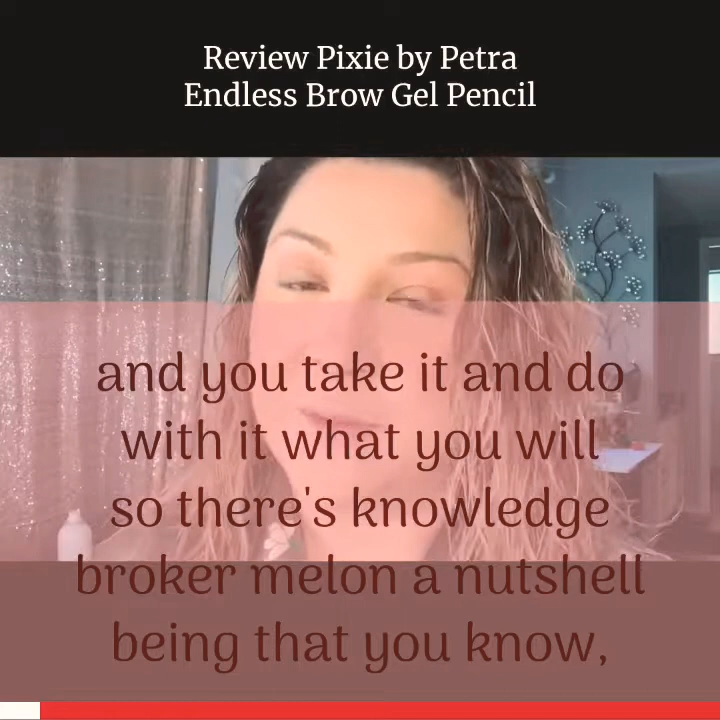 Review Pixie by Petra
Endless Brow Gel Pencil
and you take it and do
with it what you will
so there's knowledge
broker melon a nutshell
being that you know,